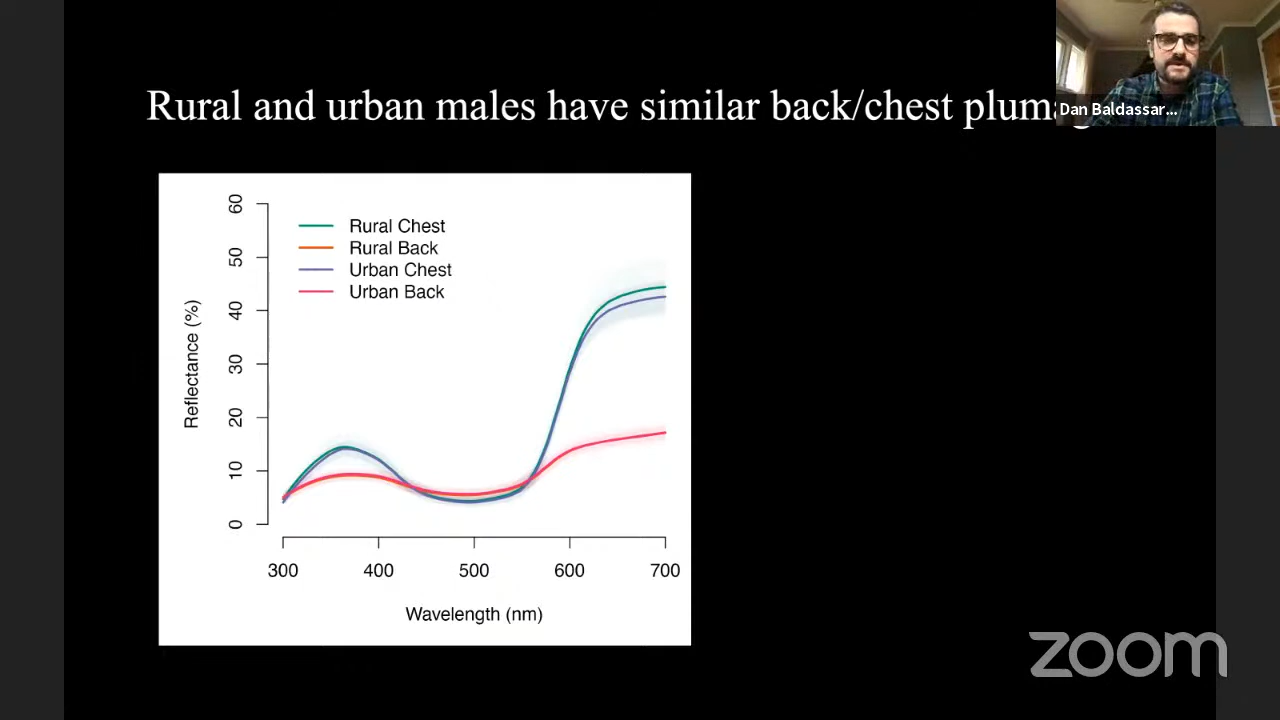 Rural and urban males have similar back/chest
Dan Baldassar...
60
50
40
30
20
10
0
Reflectance (%)
Rural Chest
Rural Back
Urban Chest
Urban Back
300 400 500 600 700
Wavelength (nm)
zoom